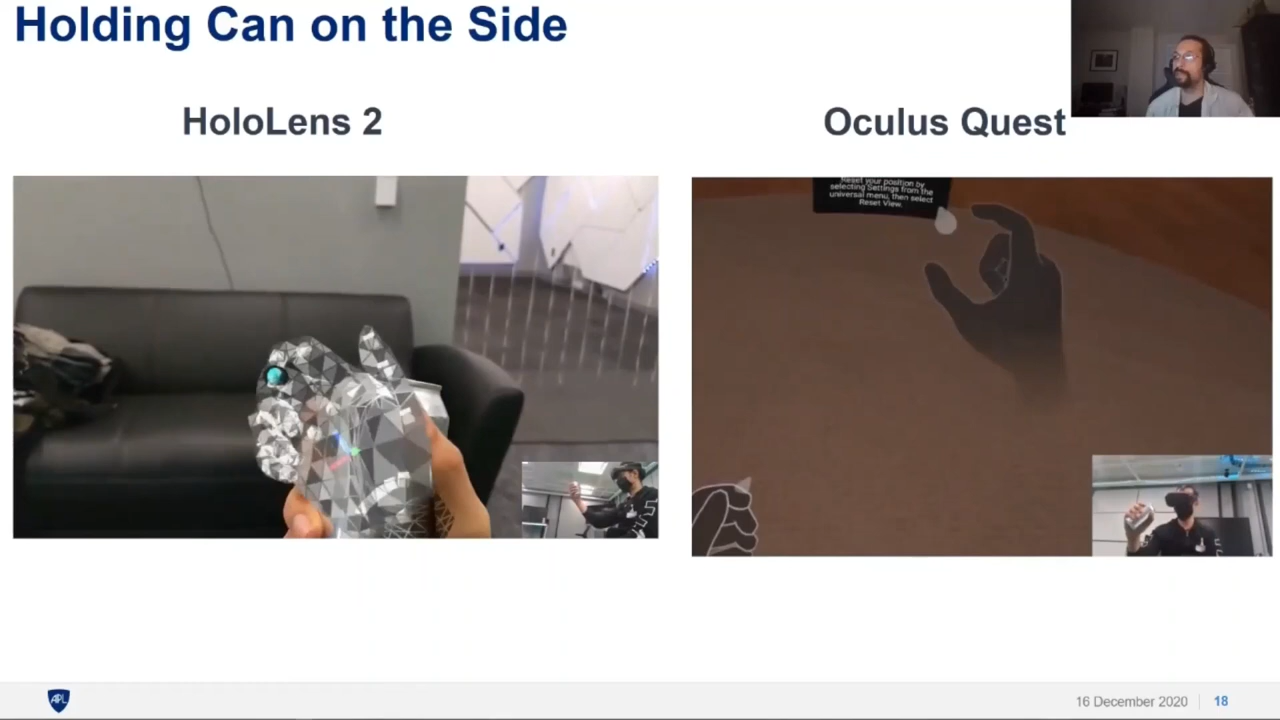 Holding Can on the Side
HoloLens 2
Oculus Quest
Reset your position by
selecting Settings from the
universal menu, then select
Reset View.
APL
16 December 2020
18